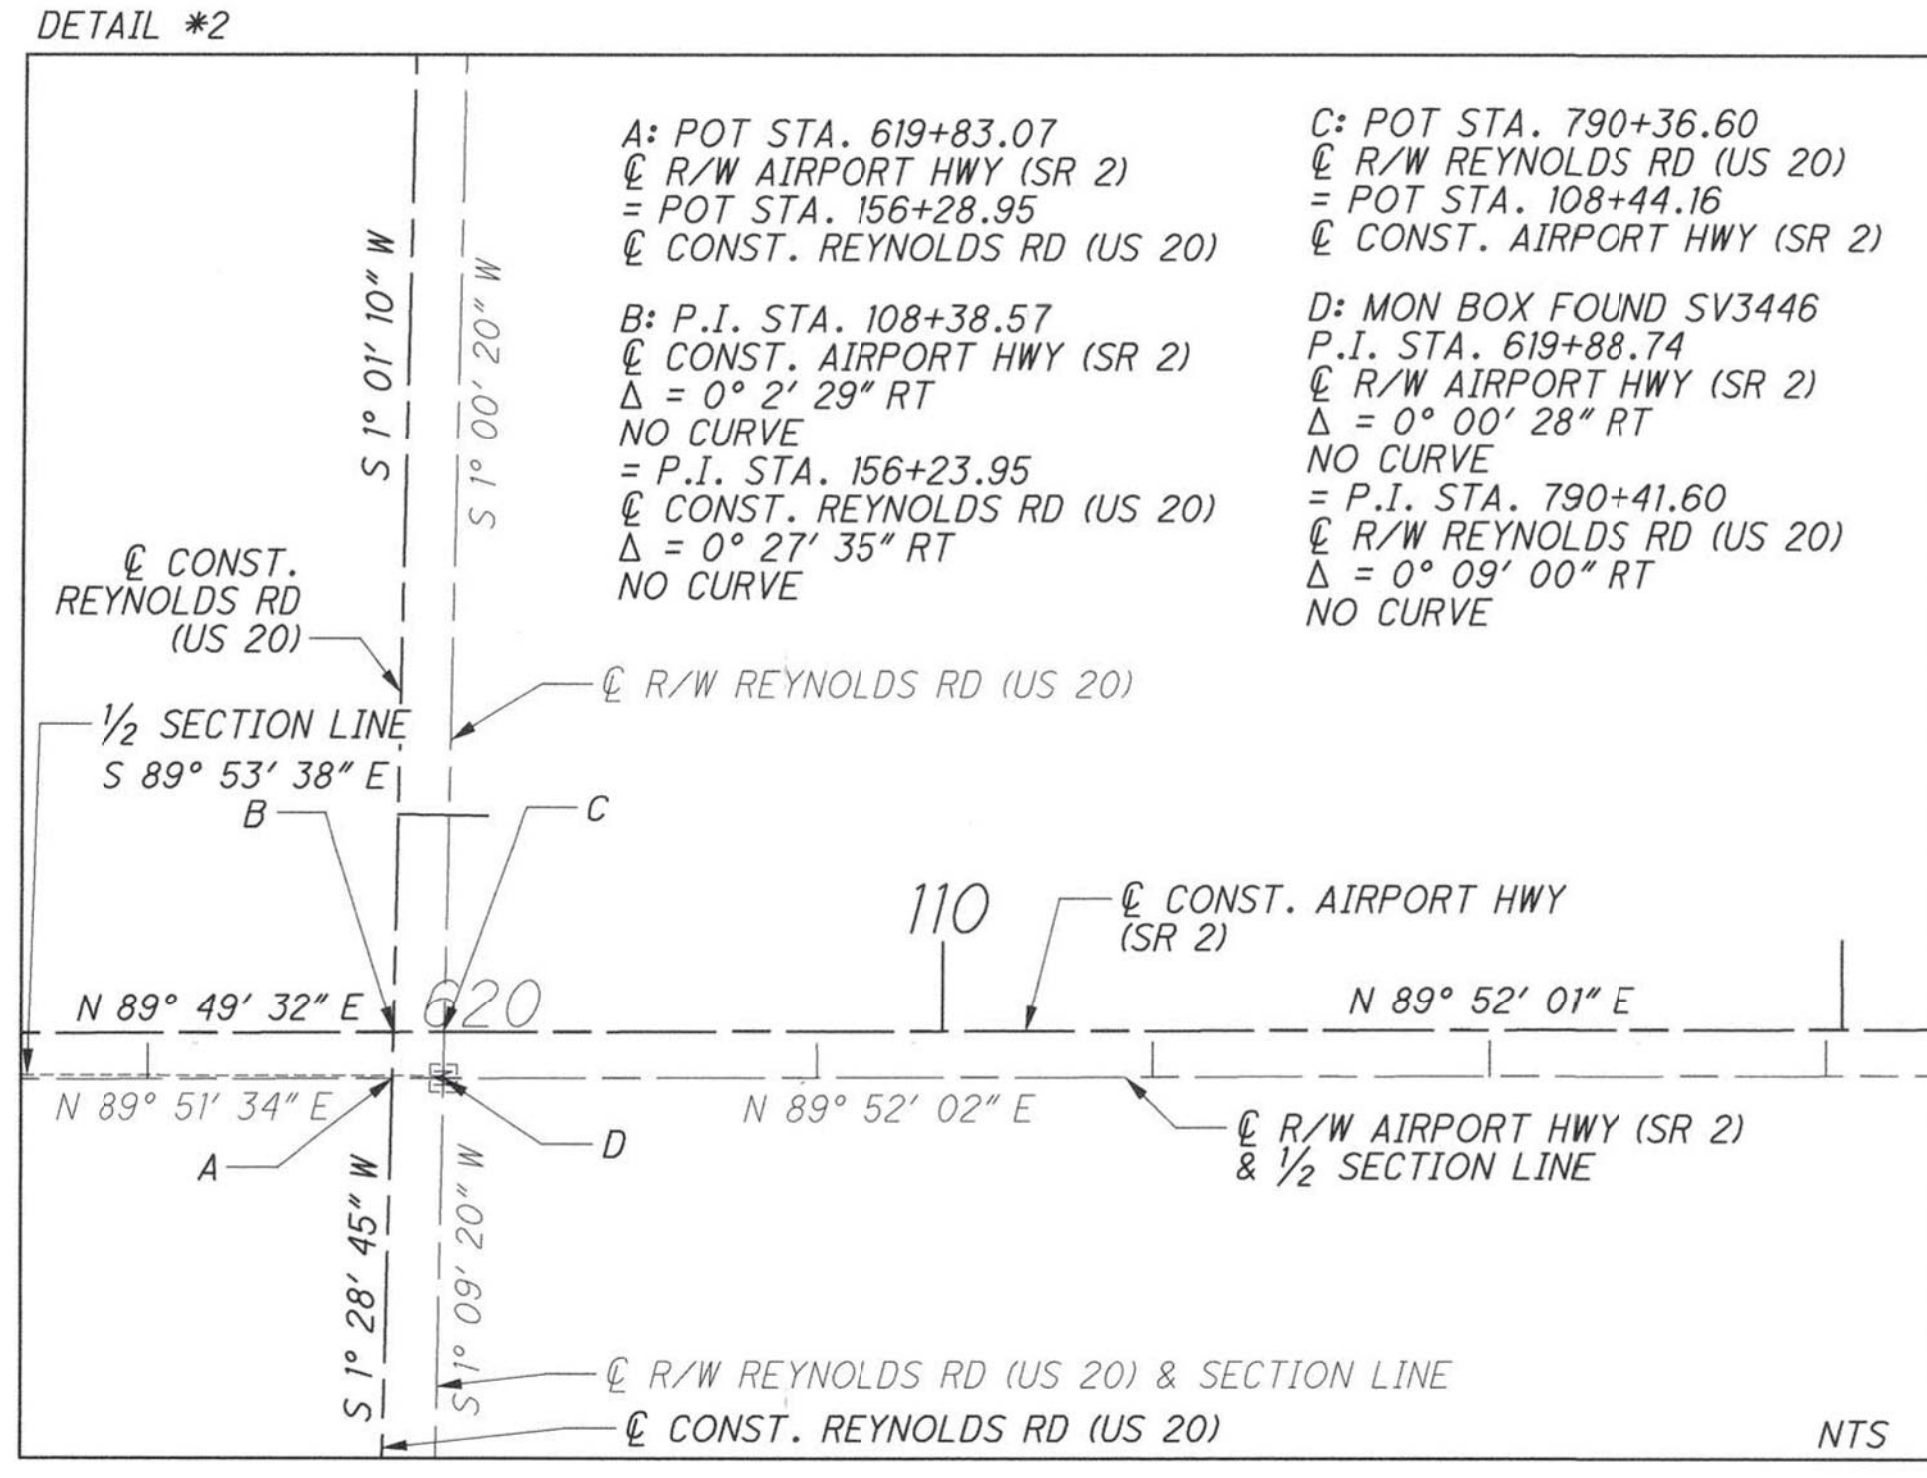 DETAIL *2
A: POT STA. 619+83.07
℄ R/W AIRPORT HWY (SR 2)
= POT STA. 156+28.95
℄ CONST. REYNOLDS RD (US 20)
B: P.I. STA. 108+38.57
℄ CONST. AIRPORT HWY (SR 2)
Δ = 0° 2' 29" RT
NO CURVE
= P.I. STA. 156+23.95
℄ CONST. REYNOLDS RD (US 20)
Δ = 0° 27' 35" RT
NO CURVE
C: POT STA. 790+36.60
℄ R/W REYNOLDS RD (US 20)
= POT STA. 108+44.16
℄ CONST. AIRPORT HWY (SR 2)
D: MON BOX FOUND SV3446
P.I. STA. 619+88.74
℄ R/W AIRPORT HWY (SR 2)
Δ = 0° 00' 28" RT
NO CURVE
= P.I. STA. 790+41.60
℄ R/W REYNOLDS RD (US 20)
Δ = 0° 09' 00" RT
NO CURVE
S 1° 01' 10" W
S 1° 00' 20" W
℄ CONST.
REYNOLDS RD
(US 20)
℄ R/W REYNOLDS RD (US 20)
½ SECTION LINE
S 89° 53' 38" E
B
C
110
℄ CONST. AIRPORT HWY
(SR 2)
N 89° 49' 32" E
620
N 89° 52' 01" E
N 89° 51' 34" E
N 89° 52' 02" E
℄ R/W AIRPORT HWY (SR 2)
& ½ SECTION LINE
A
D
S 1° 28' 45" W
S 1° 09' 20" W
℄ R/W REYNOLDS RD (US 20) & SECTION LINE
℄ CONST. REYNOLDS RD (US 20)
NTS